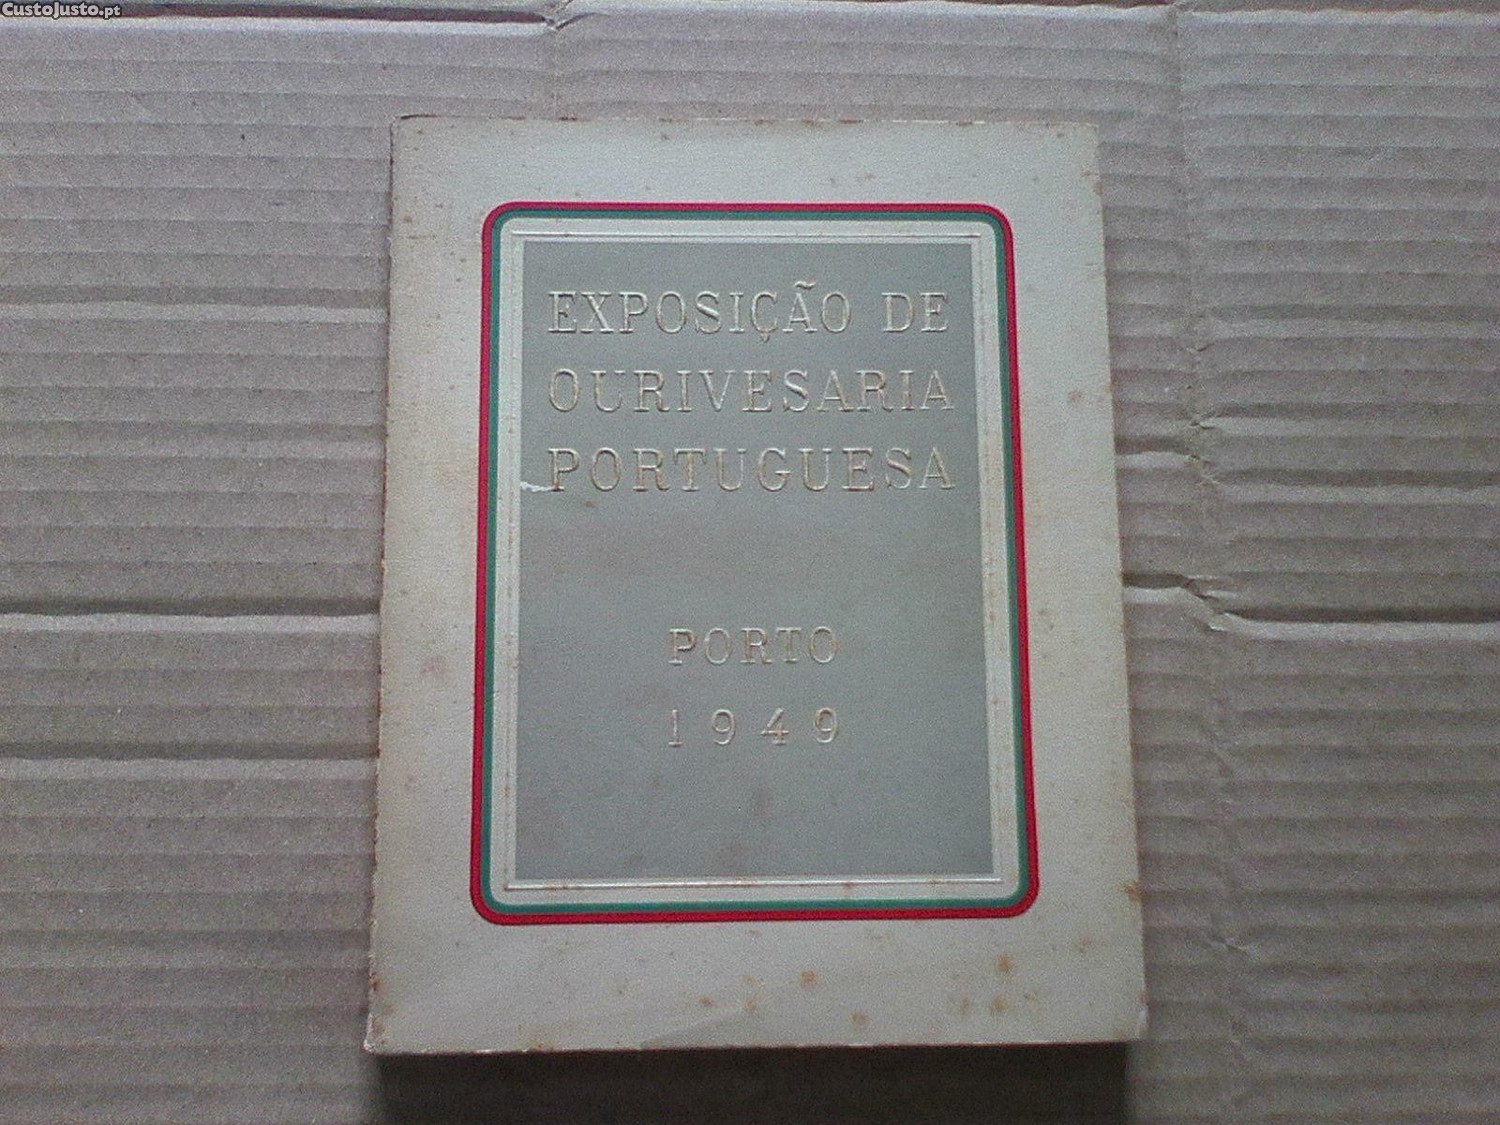 CustoJusto.pt
EXPOSIÇÃO DE
OURIVESARIA
PORTUGUESA
PORTO
1949